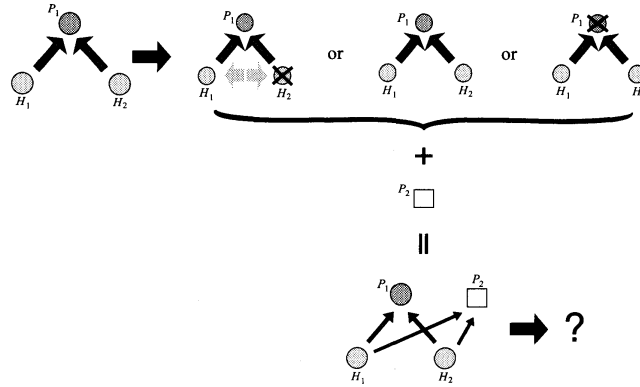 P1 P1 or P1 or P1
H1 H2 H1 H2 H1 H2 H1 H
+
P2
=
P1 P2
?
H1 H2